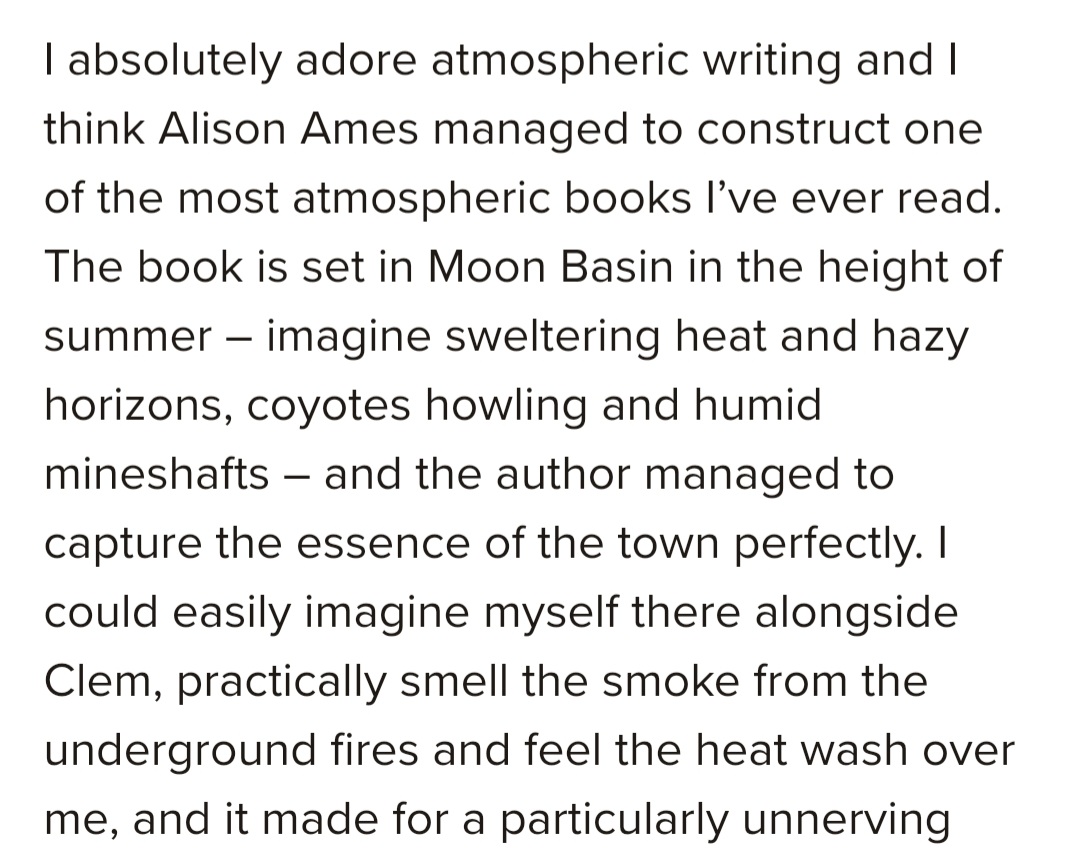 I absolutely adore atmospheric writing and I
think Alison Ames managed to construct one
of the most atmospheric books I’ve ever read.
The book is set in Moon Basin in the height of
summer – imagine sweltering heat and hazy
horizons, coyotes howling and humid
mineshafts – and the author managed to
capture the essence of the town perfectly. I
could easily imagine myself there alongside
Clem, practically smell the smoke from the
underground fires and feel the heat wash over
me, and it made for a particularly unnerving